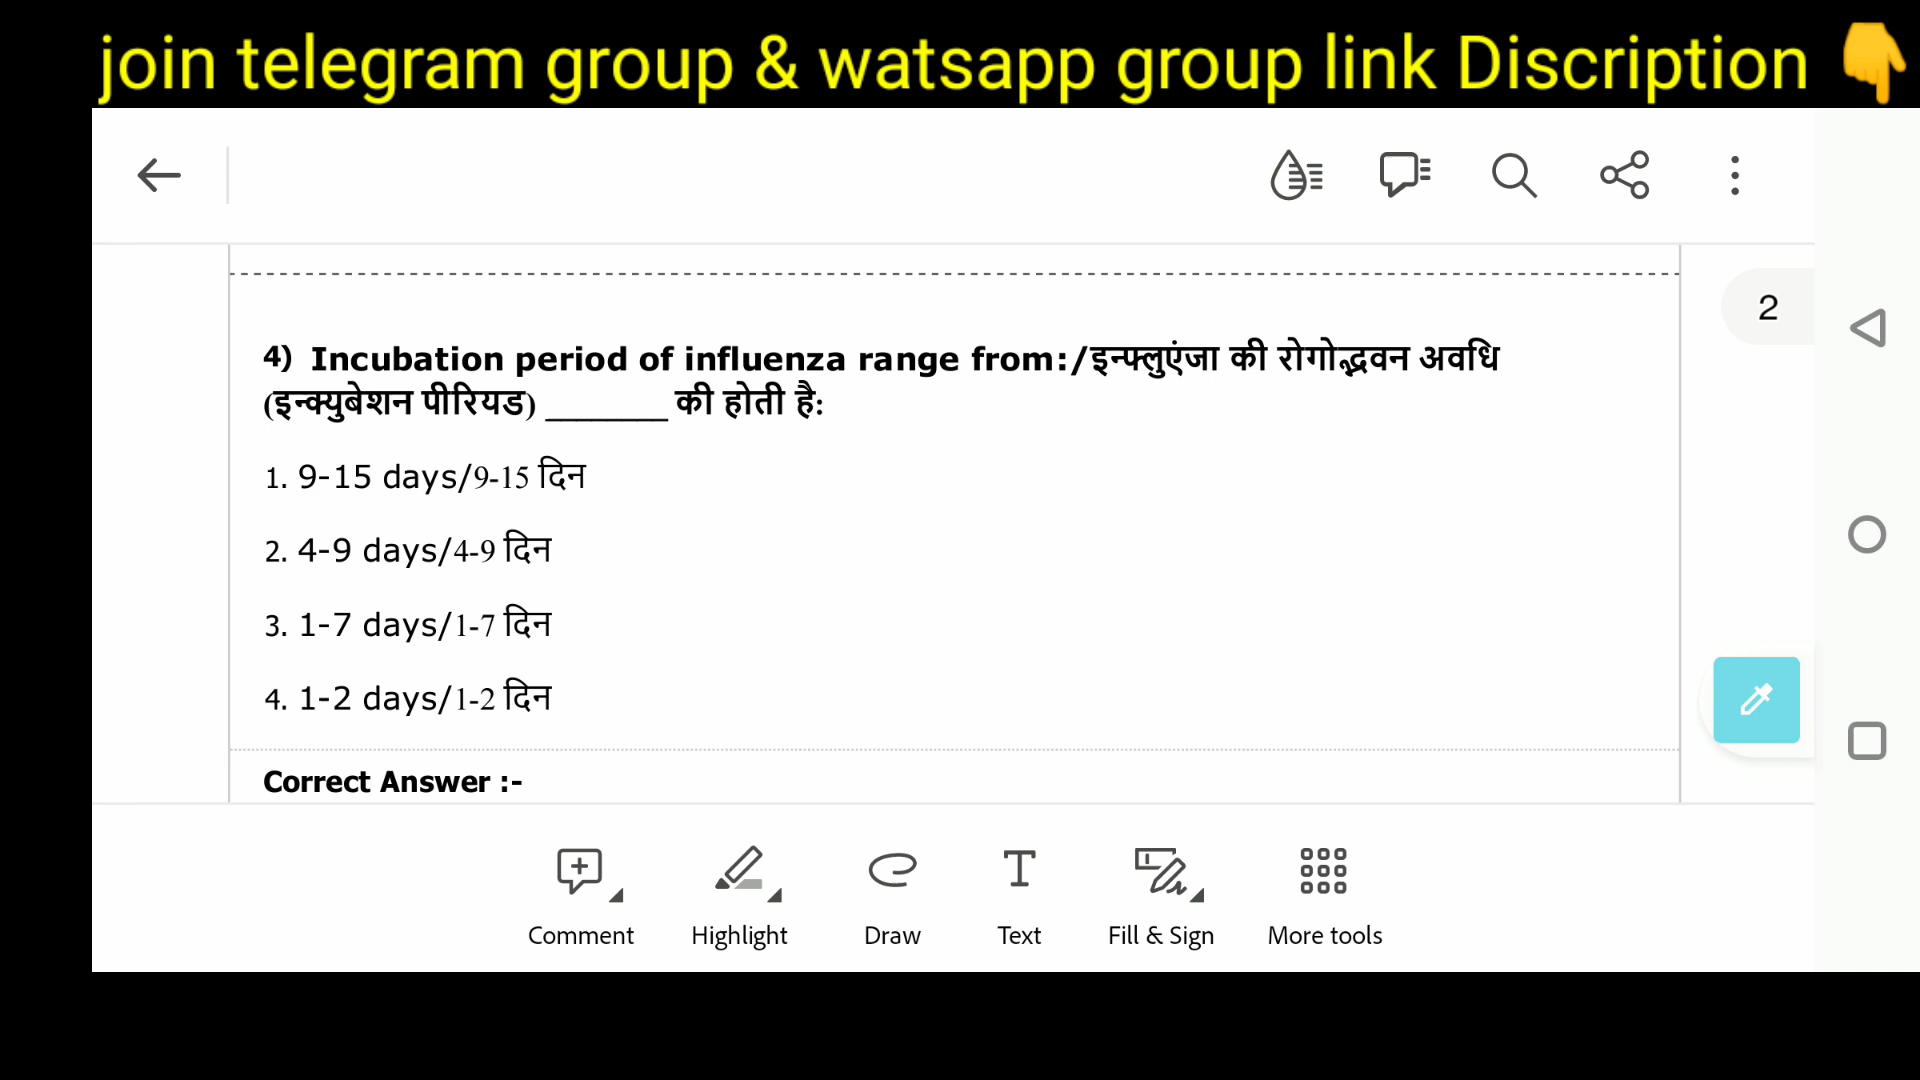 join telegram group & watsapp group link Discription 👇
2
4) Incubation period of influenza range from:/इन्फ्लुएंजा की रोगोद्भवन अवधि
(इन्क्युबेशन पीरियड) ________ की होती है:
1. 9-15 days/9-15 दिन
2. 4-9 days/4-9 दिन
3. 1-7 days/1-7 दिन
4. 1-2 days/1-2 दिन
Correct Answer :-
Comment Highlight Draw Text Fill & Sign More tools